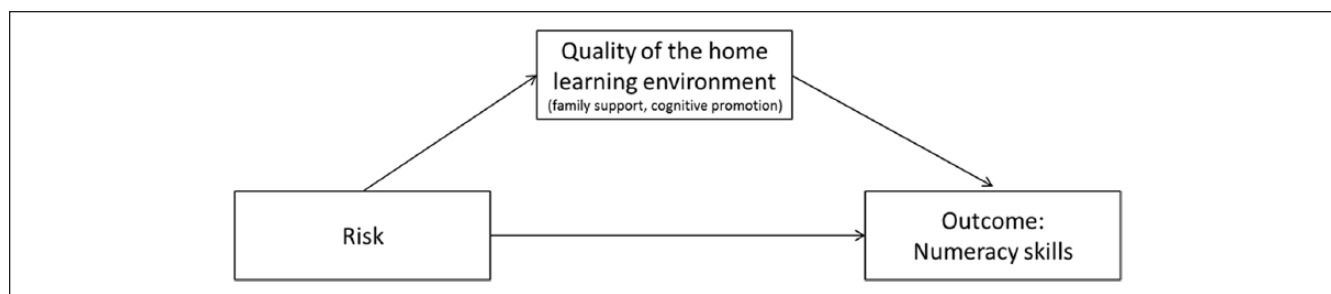 Quality of the home
learning environment
(family support, cognitive promotion)
Risk
Outcome:
Numeracy skills